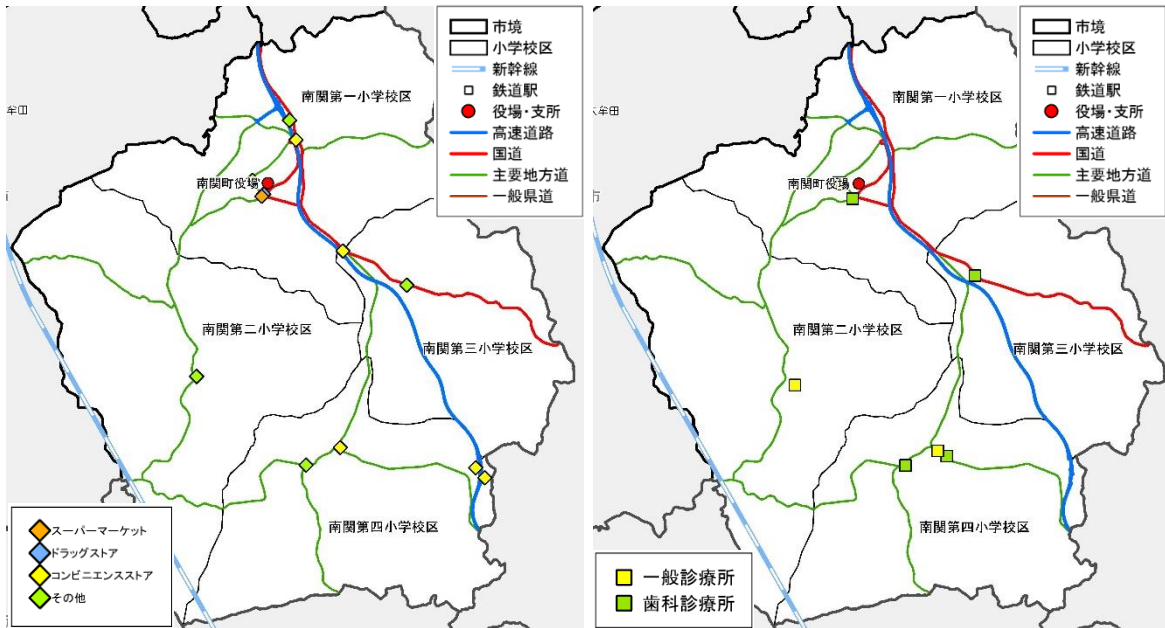 市境
小学校区
新幹線
鉄道駅
役場・支所
高速道路
国道
主要地方道
一般県道
南関第一小学校区
牟田
市
南関町役場
南関第二小学校区
南関第三小学校区
南関第四小学校区
スーパーマーケット
ドラッグストア
コンビニエンスストア
その他
市境
小学校区
新幹線
鉄道駅
役場・支所
高速道路
国道
主要地方道
一般県道
南関第一小学校区
牟田
市
南関町役場
南関第二小学校区
南関第三小学校区
南関第四小学校区
一般診療所
歯科診療所